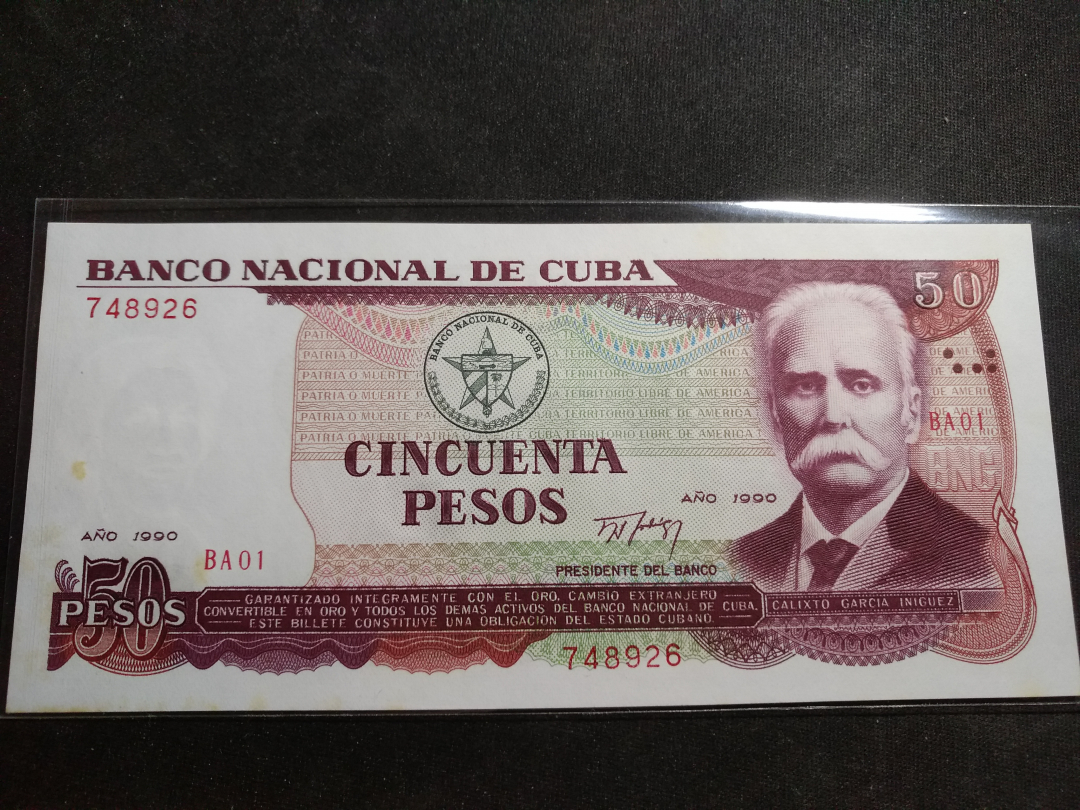 BANCO NACIONAL DE CUBA
50
748926
BANCO NACIONAL DE CUBA
PATRIA O MUERTE
TERRITORIO LIBRE DE AMERICA
BA01
BNC
CINCUENTA
PESOS
AÑO 1990
AÑO 1990
BA01
PRESIDENTE DEL BANCO
50
PESOS
GARANTIZADO INTEGRAMENTE CON EL ORO, CAMBIO EXTRANJERO
CONVERTIBLE EN ORO Y TODOS LOS DEMAS ACTIVOS DEL BANCO NACIONAL DE CUBA.
ESTE BILLETE CONSTITUYE UNA OBLIGACIÓN DEL ESTADO CUBANO.
CALIXTO GARCIA IÑIGUEZ
748926